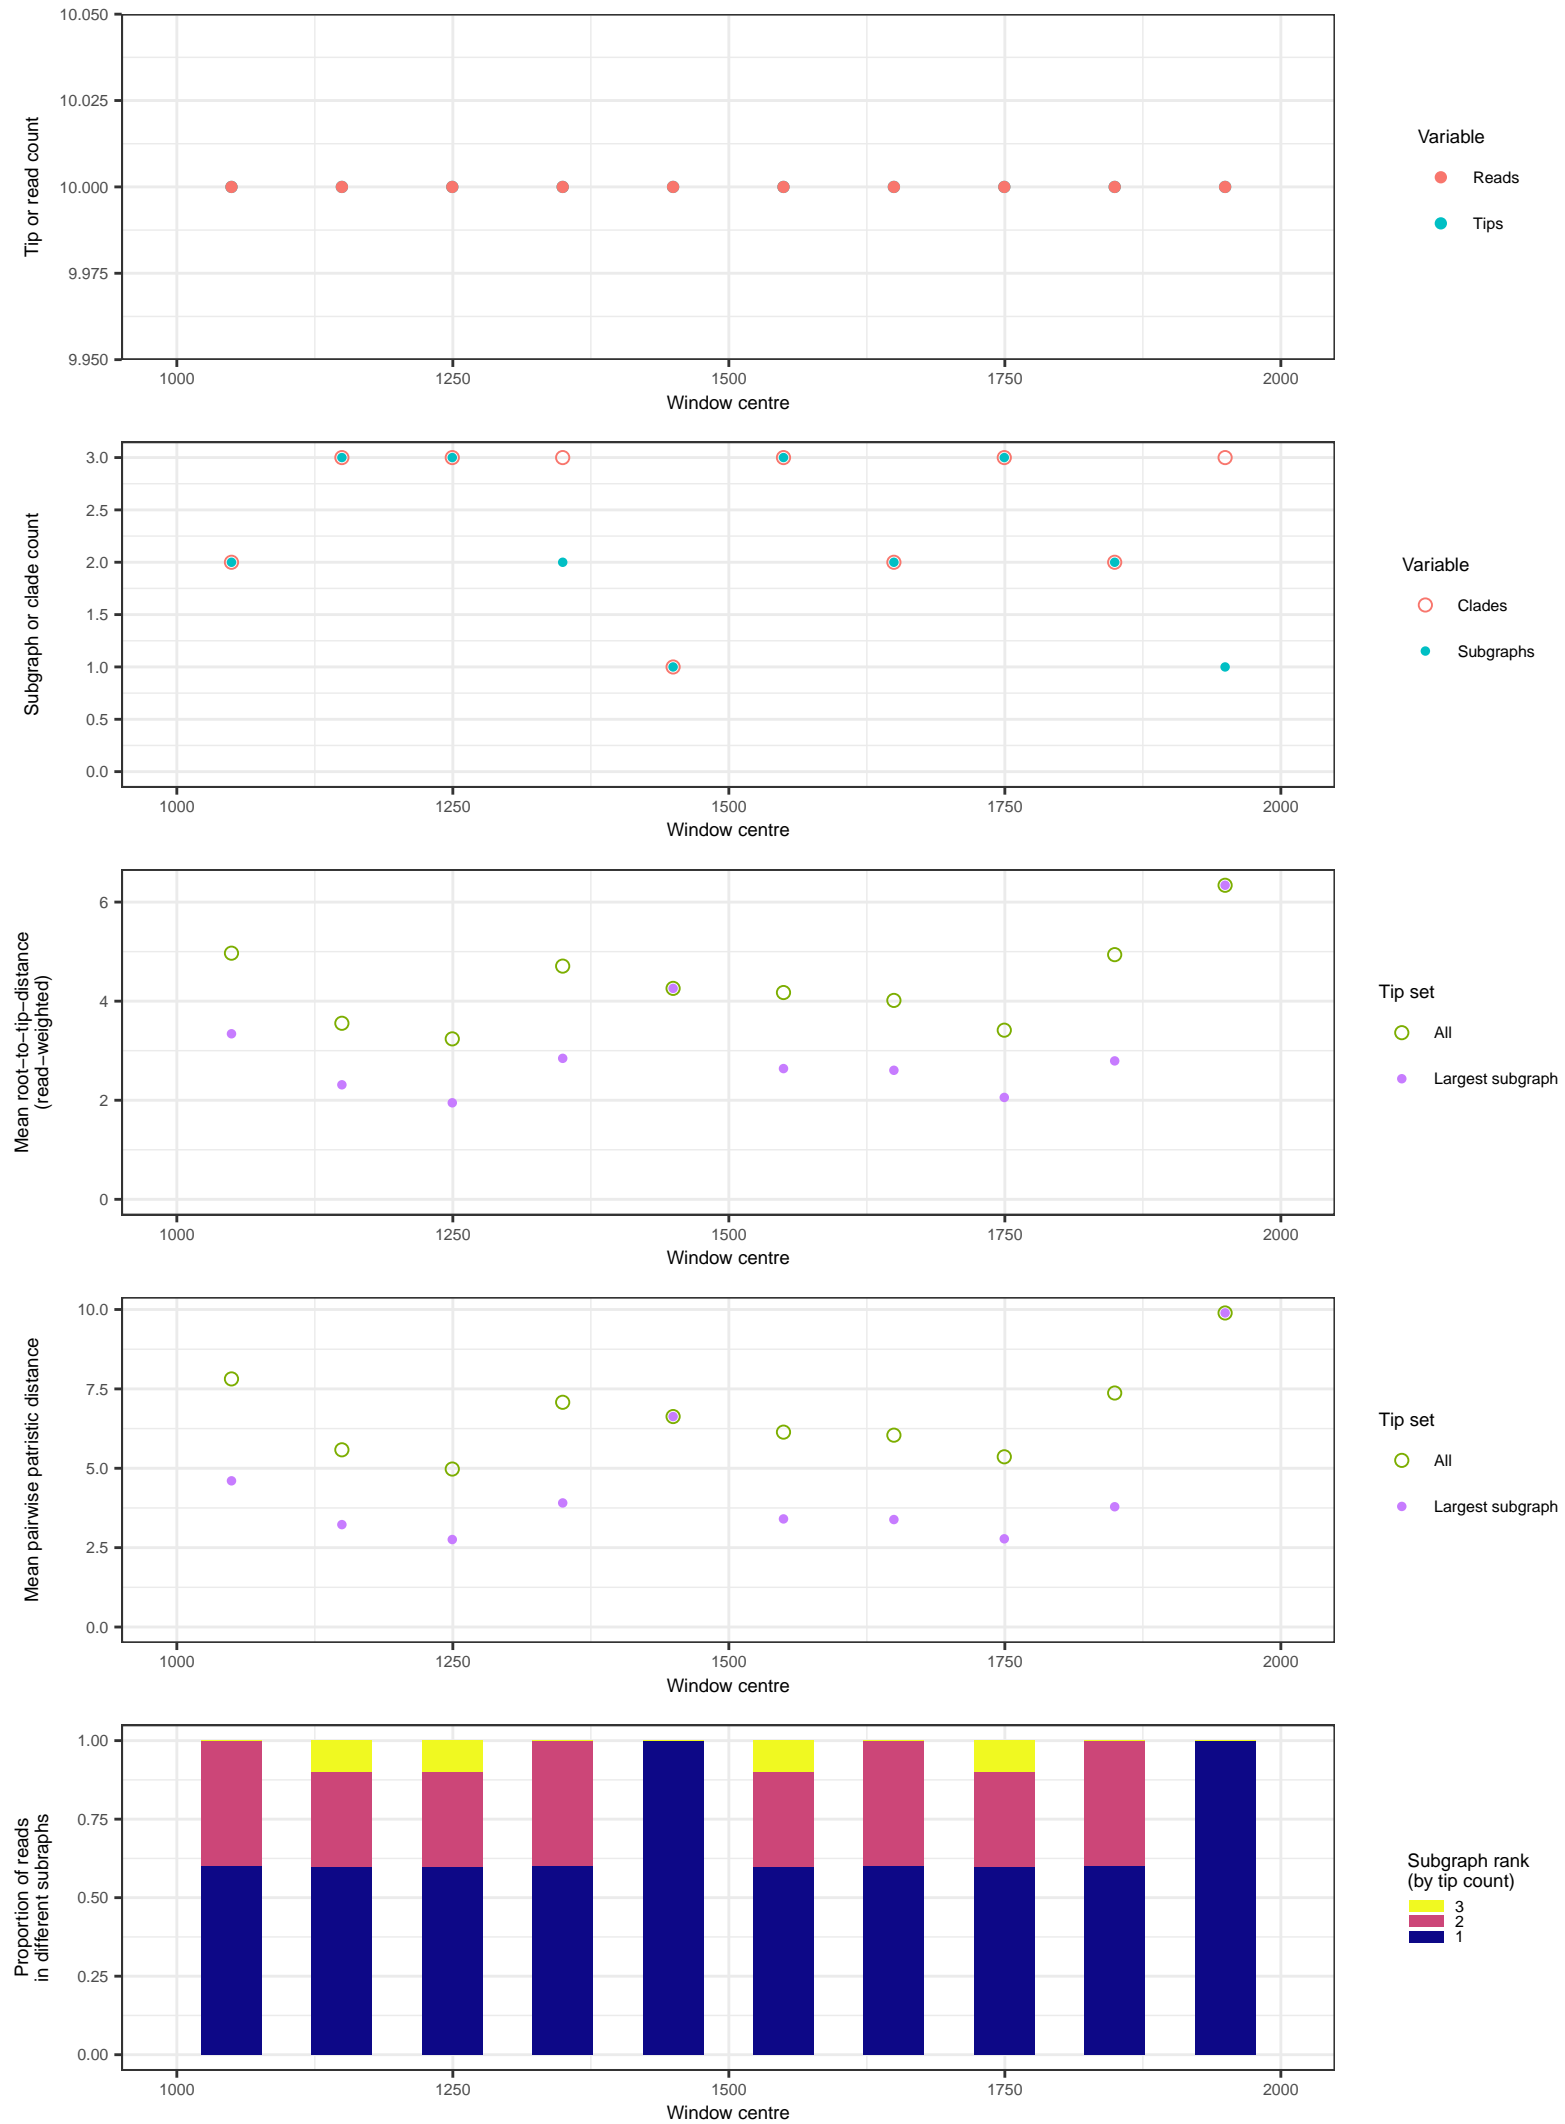 10.050
10.025
10.000
9.975
9.950
Tip or read count
1000 1250 1500 1750 2000
Window centre
Variable
Reads
Tips
3.0
2.5
2.0
1.5
1.0
0.5
0.0
Subgraph or clade count
1000 1250 1500 1750 2000
Window centre
Variable
Clades
Subgraphs
6
4
2
0
Mean root−to−tip−distance
(read−weighted)
1000 1250 1500 1750 2000
Window centre
Tip set
All
Largest subgraph
10.0
7.5
5.0
2.5
0.0
Mean pairwise patristic distance
1000 1250 1500 1750 2000
Window centre
Tip set
All
Largest subgraph
1.00
0.75
0.50
0.25
0.00
Proportion of reads
in different subraphs
1000 1250 1500 1750 2000
Window centre
Subgraph rank
(by tip count)
3
2
1